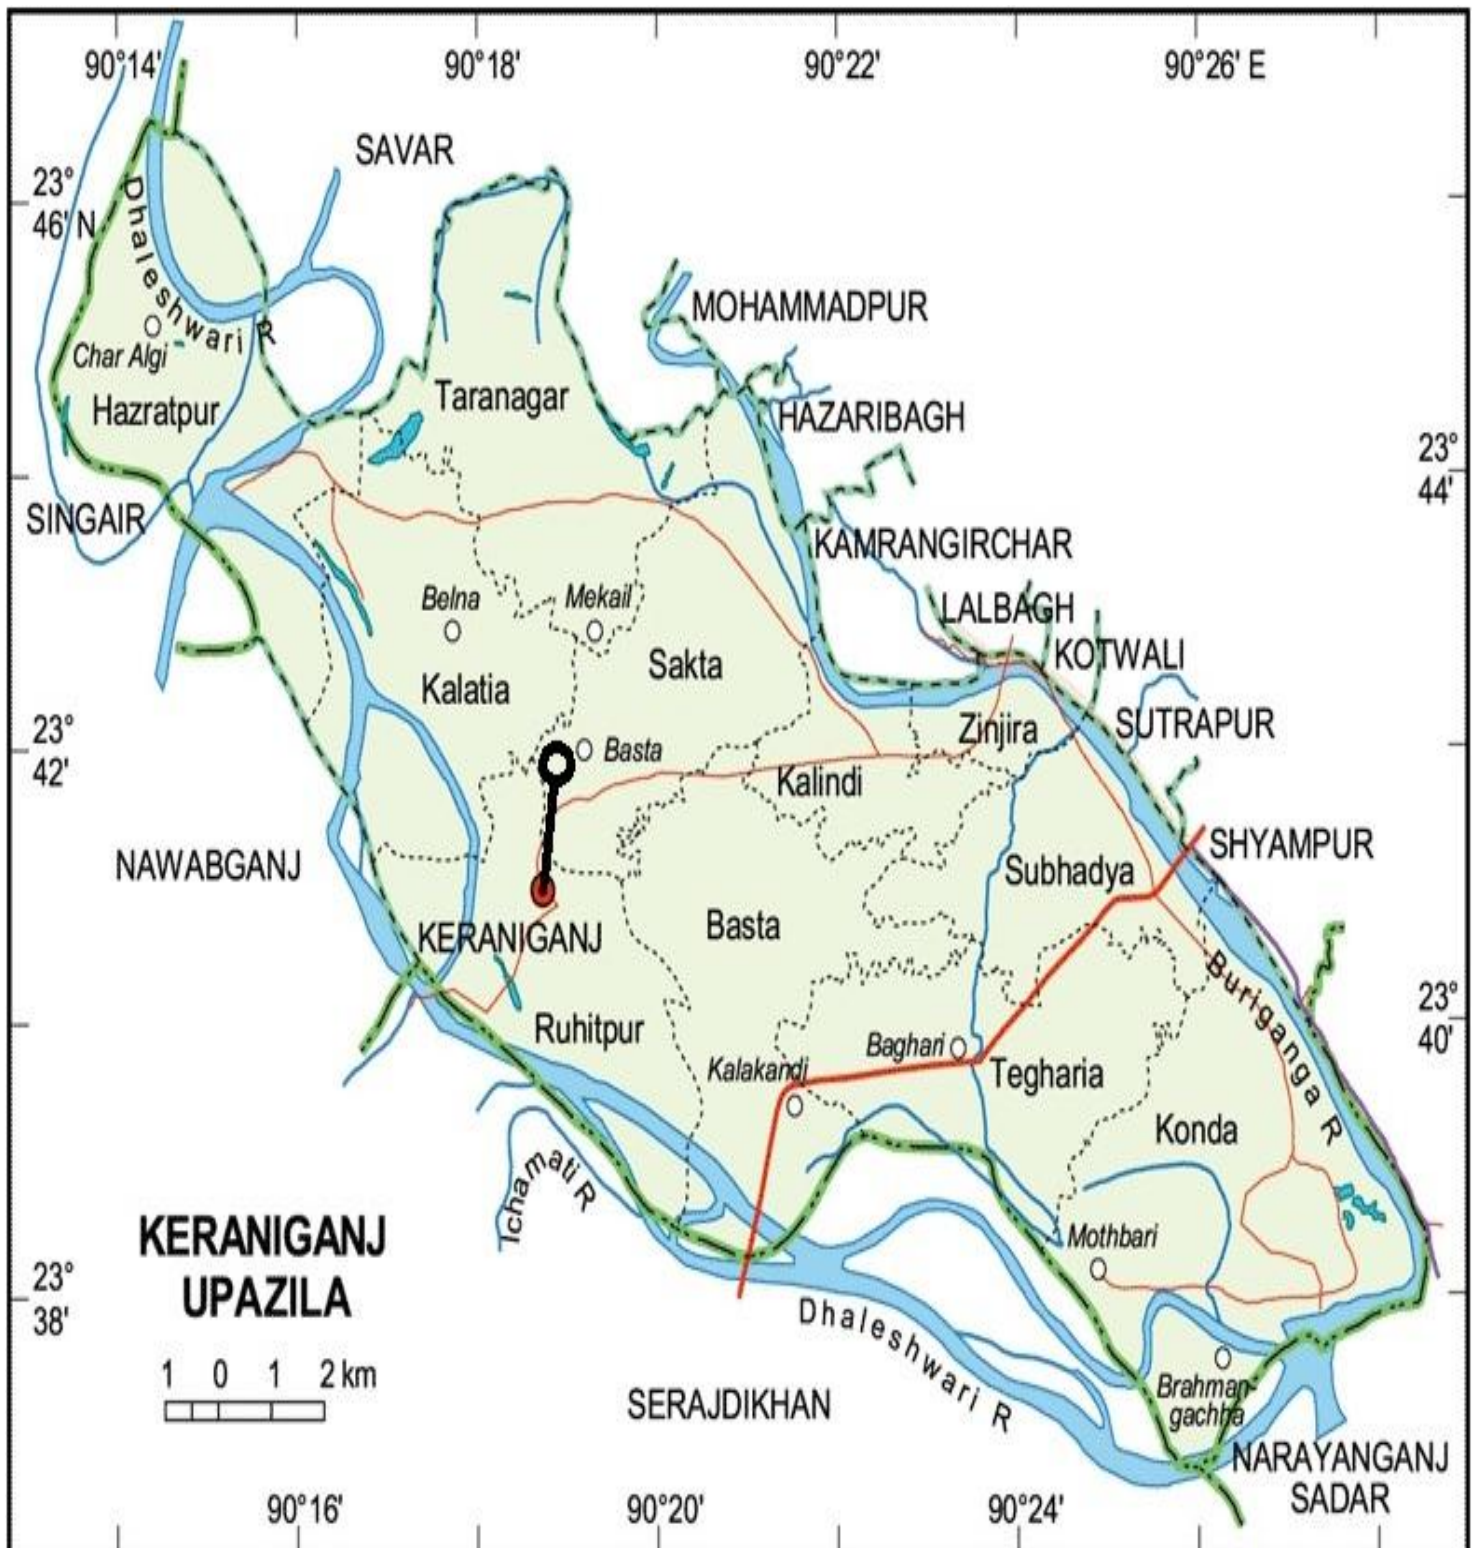 90°14'
90°18'
90°22'
90°26' E
SAVAR
23°
46' N
Dhaleshwari R
MOHAMMADPUR
Char Algi
Hazratpur
Taranagar
HAZARIBAGH
23°
44'
SINGAIR
KAMRANGIRCHAR
Belna
Mekail
LALBAGH
KOTWALI
Sakta
Kalatia
SUTRAPUR
Zinjira
23°
42'
Basta
Kalindi
SHYAMPUR
NAWABGANJ
Subhadya
Basta
KERANIGANJ
Buriganga R
23°
40'
Ruhitpur
Baghari
Kalakandi
Tegharia
Konda
Ichamati R
KERANIGANJ
UPAZILA
Mothbari
23°
38'
Dhaleshwari R
1 0 1 2 km
SERAJDIKHAN
Brahman-
gachha
NARAYANGANJ
SADAR
90°16'
90°20'
90°24'